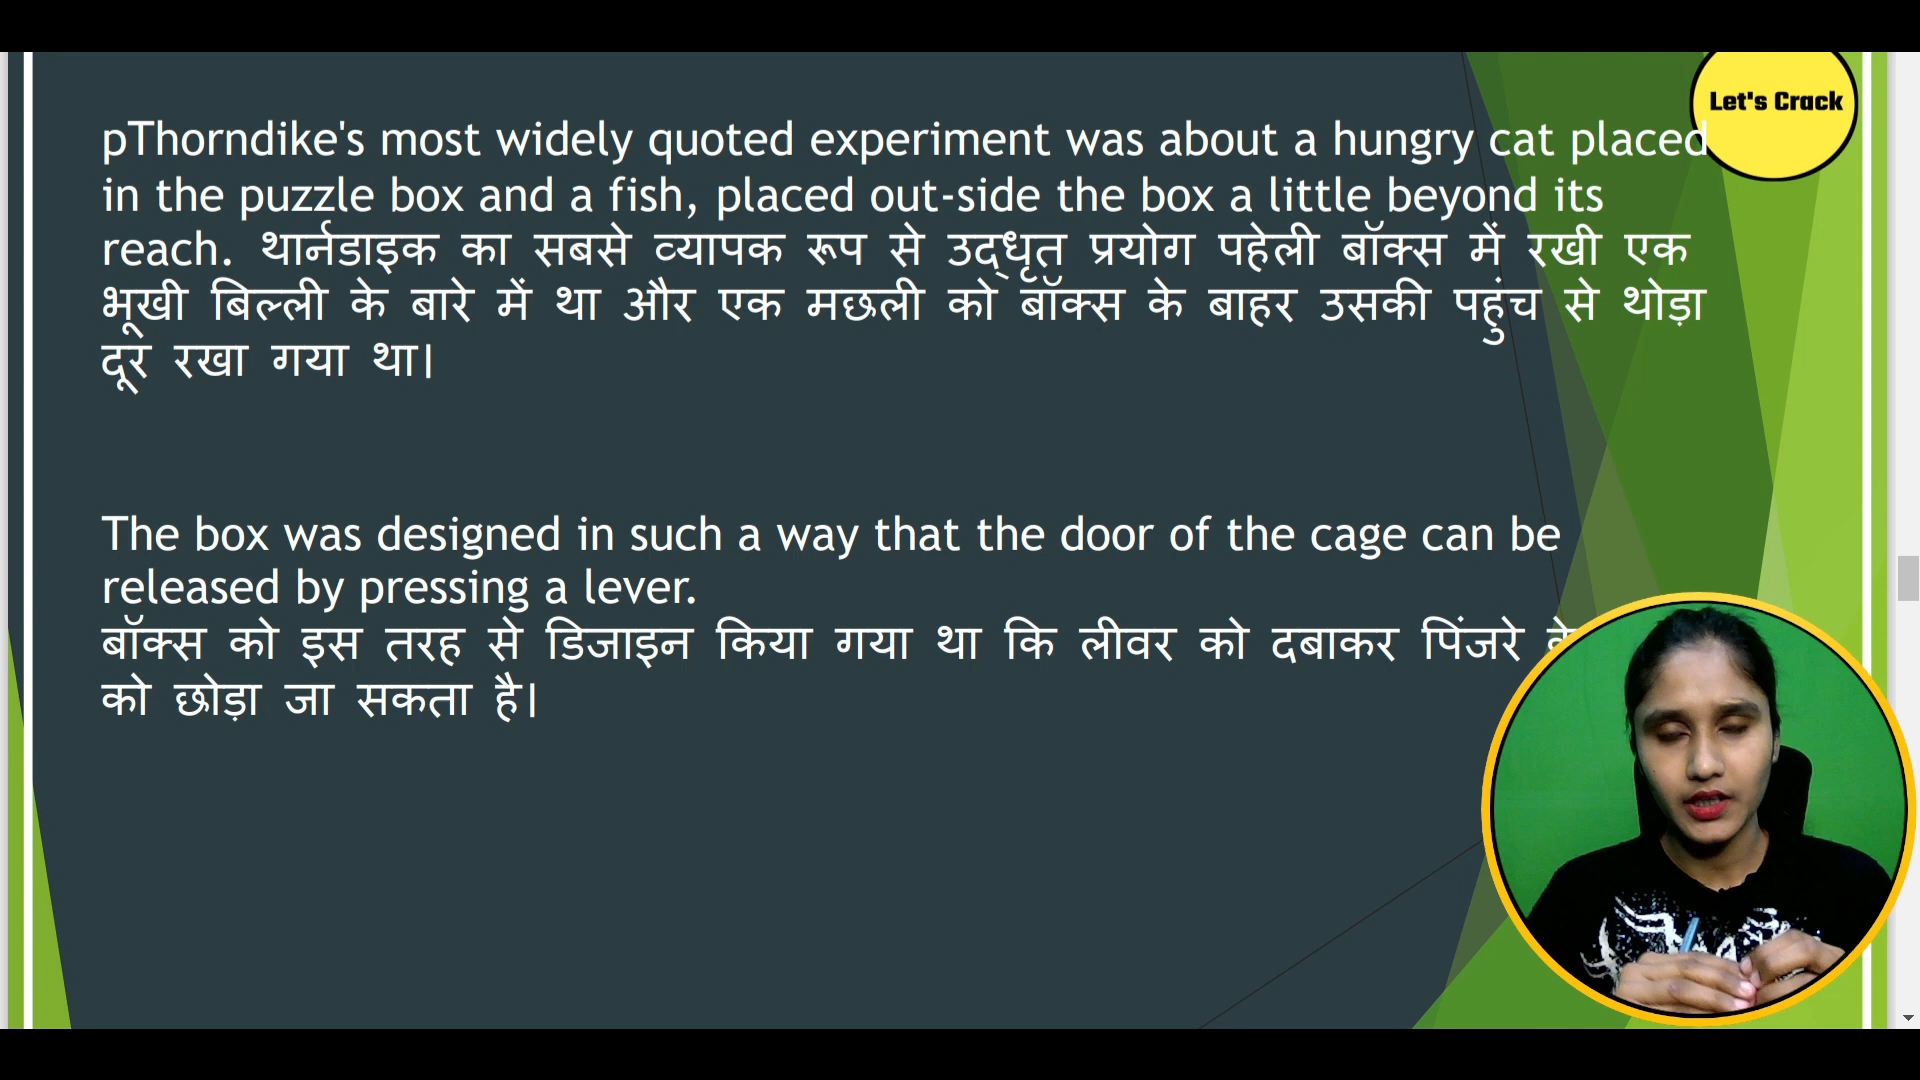 Let's Crack
pThorndike's most widely quoted experiment was about a hungry cat placed
in the puzzle box and a fish, placed out-side the box a little beyond its
reach. थार्नडाइक का सबसे व्यापक रूप से उद्धृत प्रयोग पहेली बॉक्स में रखी एक
भूखी बिल्ली के बारे में था और एक मछली को बॉक्स के बाहर उसकी पहुंच से थोड़ा
दूर रखा गया था।
The box was designed in such a way that the door of the cage can be
released by pressing a lever.
बॉक्स को इस तरह से डिजाइन किया गया था कि लीवर को दबाकर पिंजरे
को छोड़ा जा सकता है।